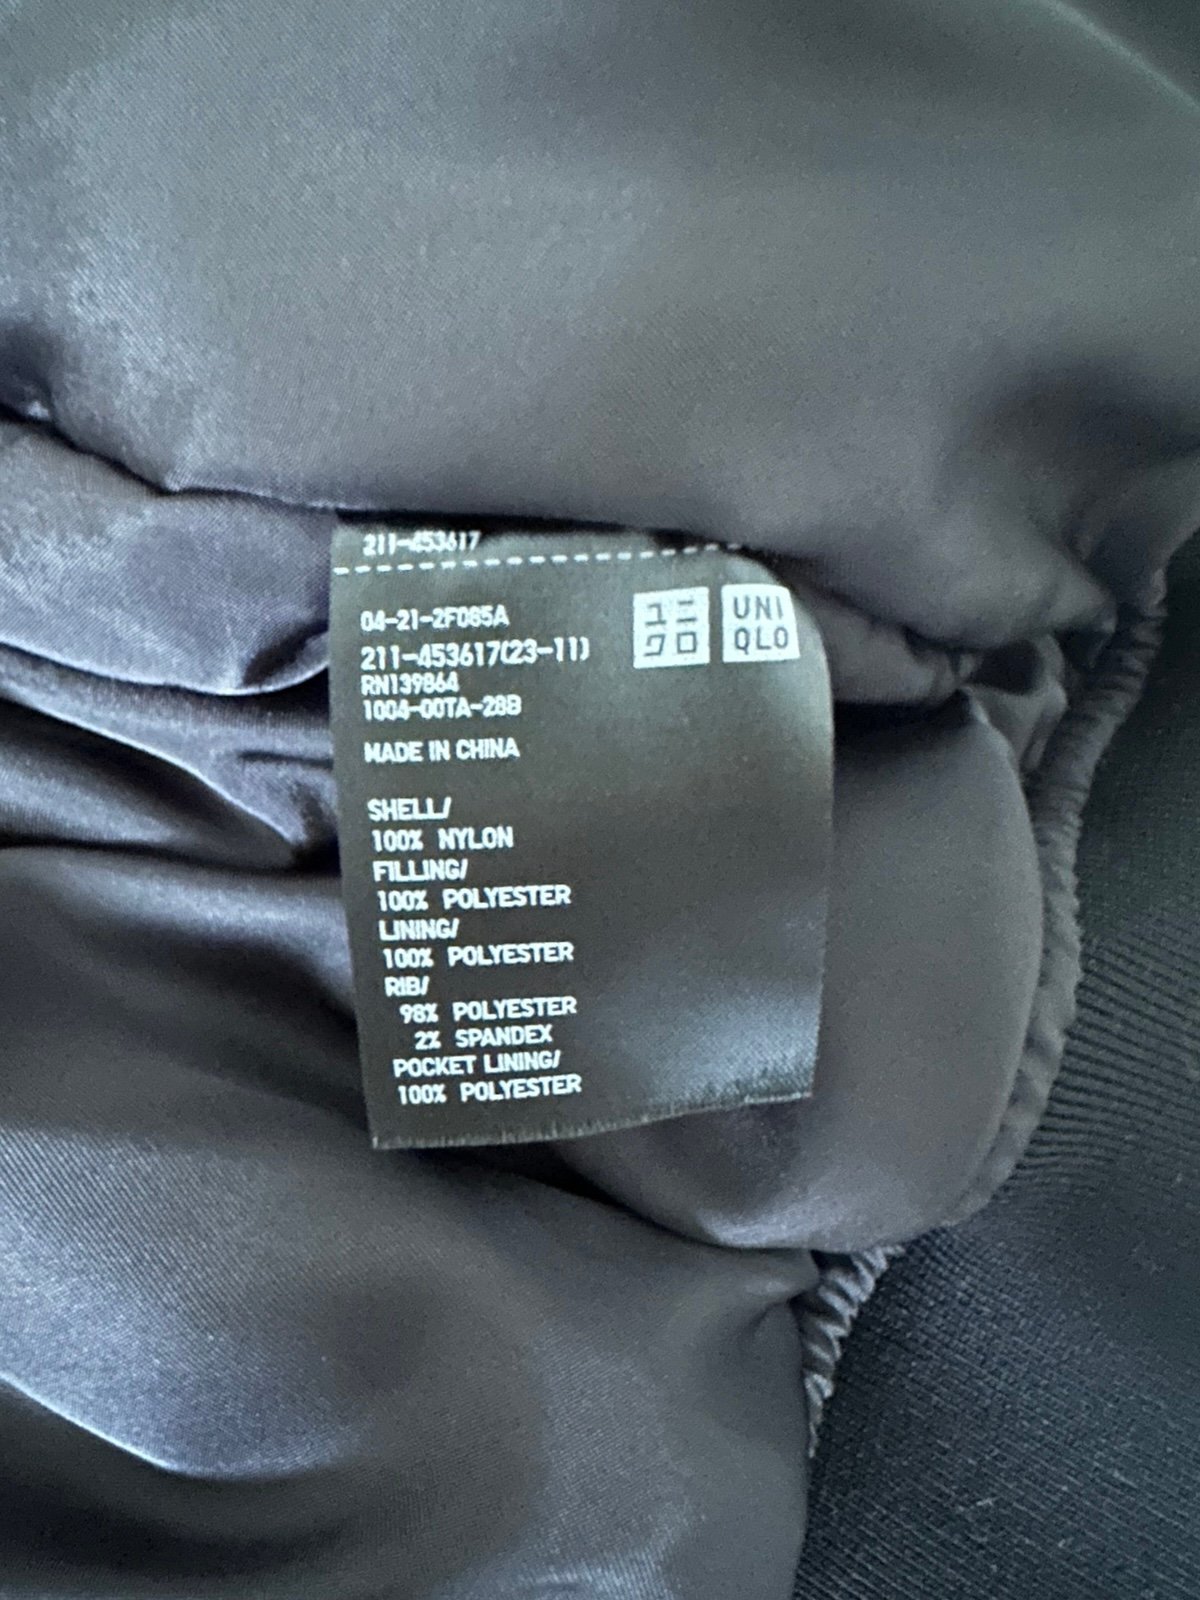 211-453617
04-21-2F085A
ユニ
クロ
UNI
QLO
211-453617(23-11)
RN139864
1004-00TA-28B
MADE IN CHINA
SHELL/
100% NYLON
FILLING/
100% POLYESTER
LINING/
100% POLYESTER
RIB/
98% POLYESTER
2% SPANDEX
POCKET LINING/
100% POLYESTER